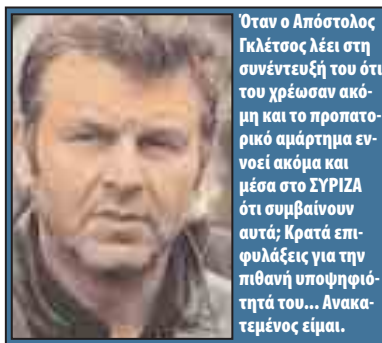 Όταν ο Απόστολος
Γκλέτσος λέει στη
συνέντευξή του ότι
του χρέωσαν ακό-
μη και το προπατο-
ρικό αμάρτημα εν-
νοεί ακόμα και
μέσα στο ΣΥΡΙΖΑ
ότι συμβαίνουν
αυτά; Κρατά επι-
φυλάξεις για την
πιθανή υποψηφιό-
τητά του... Ανακα-
τεμένος είμαι.